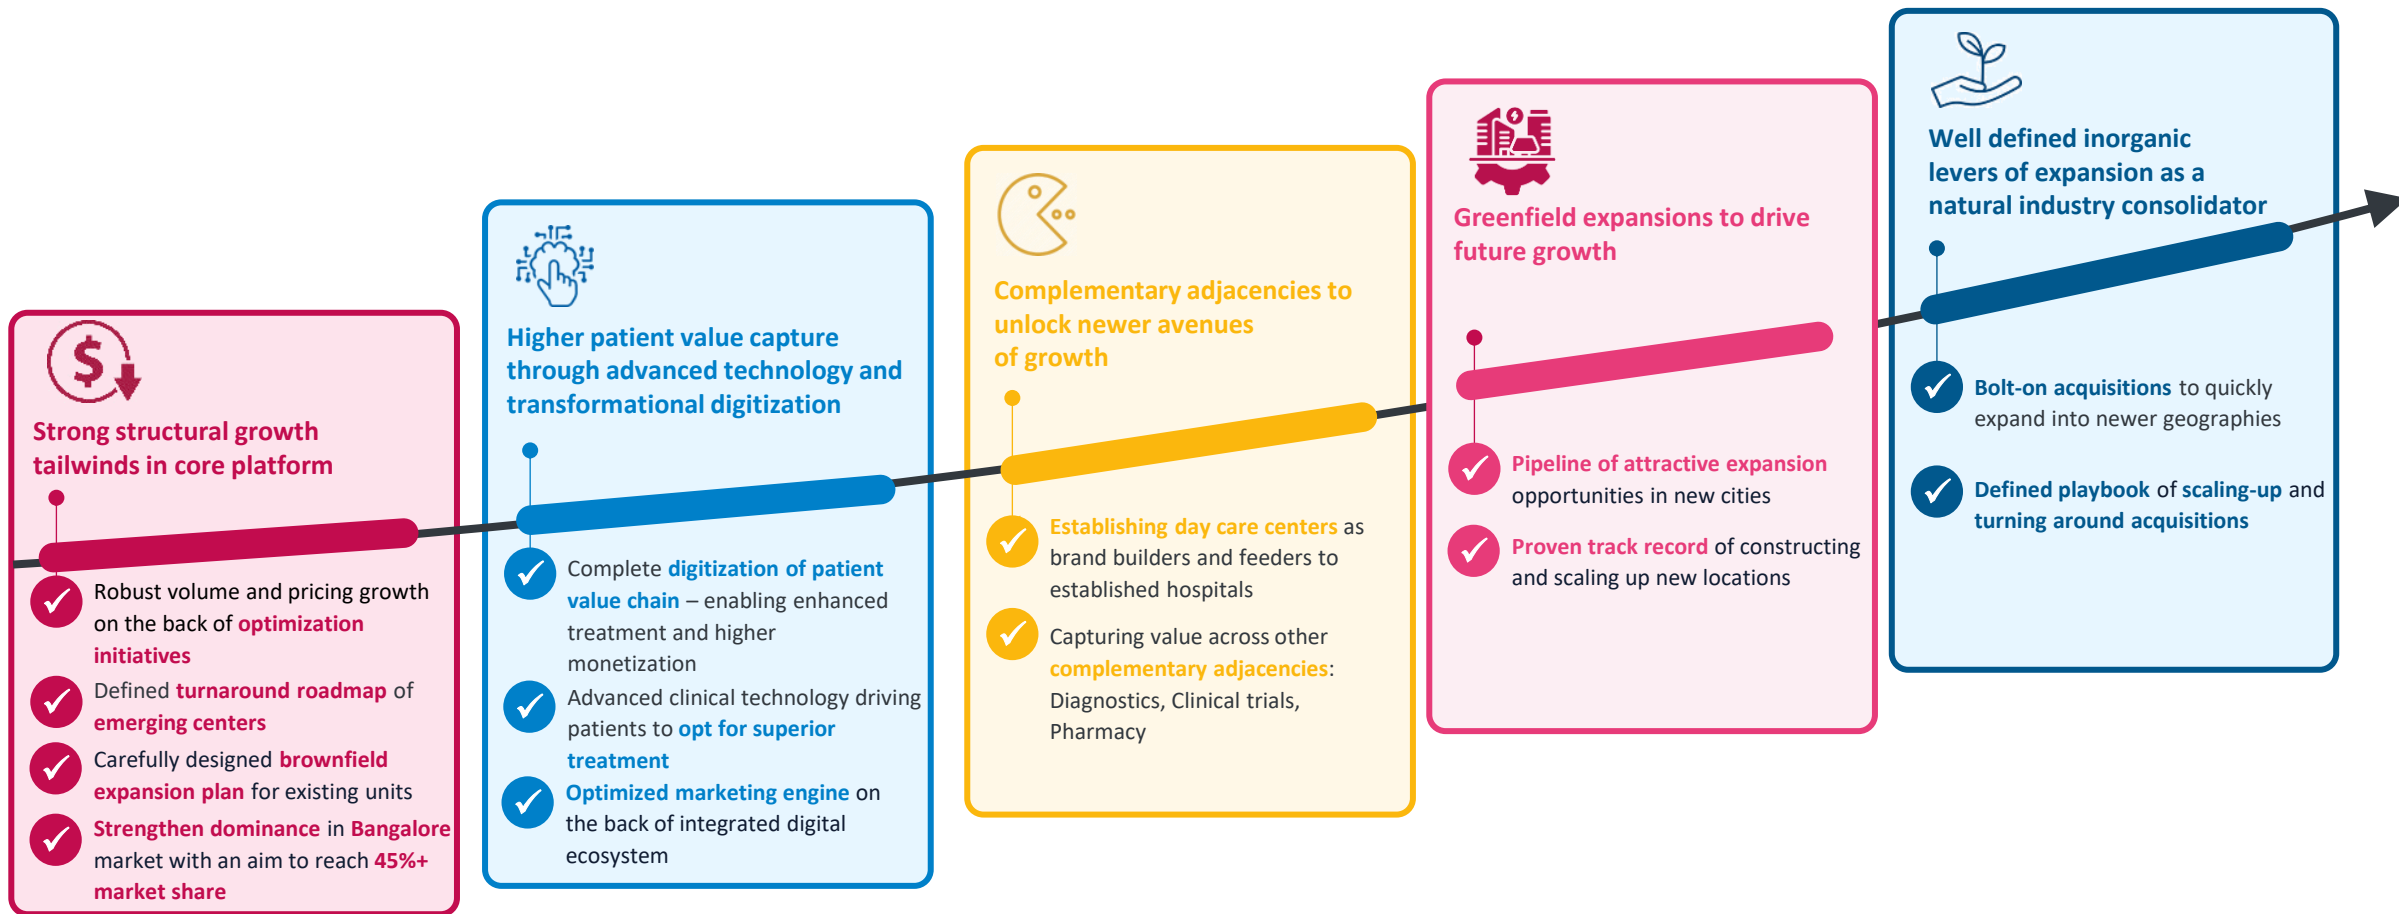 Strong structural growth
tailwinds in core platform
Robust volume and pricing growth
on the back of optimization
initiatives
Defined turnaround roadmap of
emerging centers
Carefully designed brownfield
expansion plan for existing units
Strengthen dominance in Bangalore
market with an aim to reach 45%+
market share
Higher patient value capture
through advanced technology and
transformational digitization
Complete digitization of patient
value chain – enabling enhanced
treatment and higher
monetization
Advanced clinical technology driving
patients to opt for superior
treatment
Optimized marketing engine on
the back of integrated digital
ecosystem
Complementary adjacencies to
unlock newer avenues
of growth
Establishing day care centers as
brand builders and feeders to
established hospitals
Capturing value across other
complementary adjacencies:
Diagnostics, Clinical trials,
Pharmacy
Greenfield expansions to drive
future growth
Pipeline of attractive expansion
opportunities in new cities
Proven track record of constructing
and scaling up new locations
Well defined inorganic
levers of expansion as a
natural industry consolidator
Bolt-on acquisitions to quickly
expand into newer geographies
Defined playbook of scaling-up and
turning around acquisitions